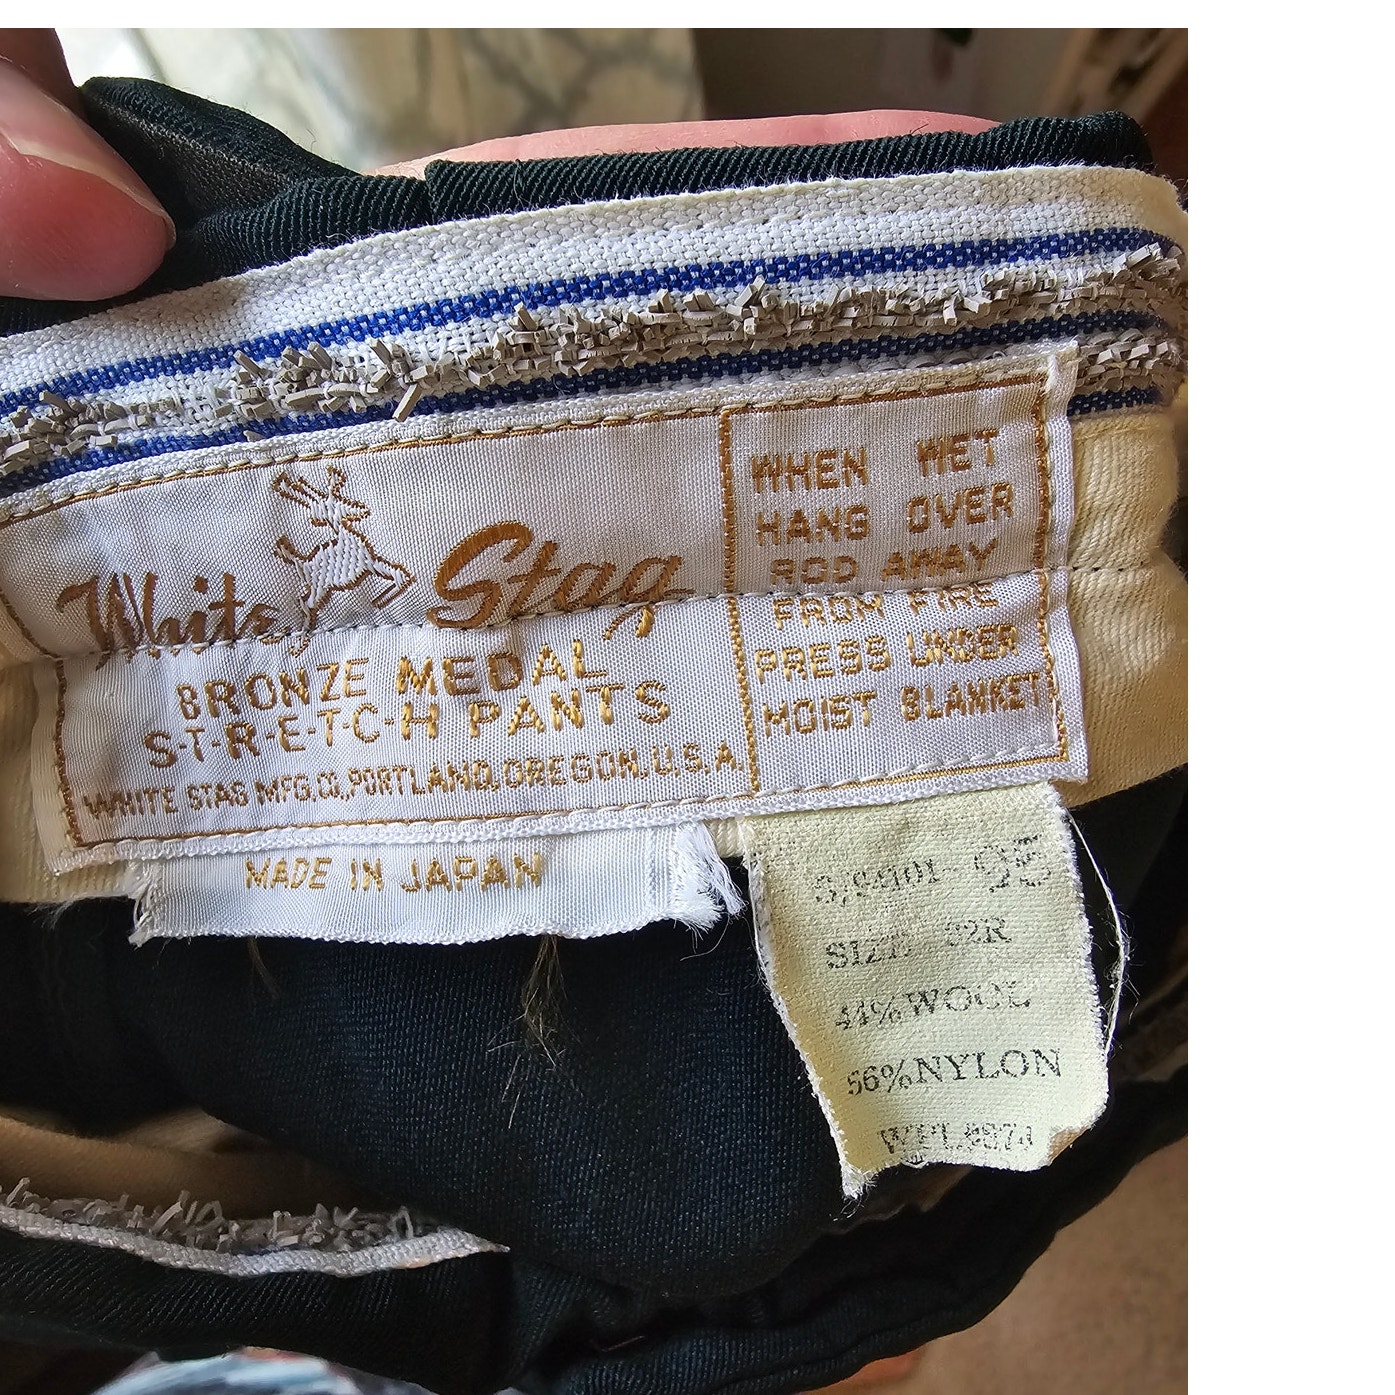 White Stag
BRONZE MEDAL
S-T-R-E-T-C-H PANTS
WHITE STAG MFG. CO., PORTLAND, OREGON, U.S.A.
WHEN WET
HANG OVER
ROD AWAY
FROM FIRE
PRESS UNDER
MOIST BLANKET
MADE IN JAPAN
95
SIZE 32R
44% WOOL
56% NYLON